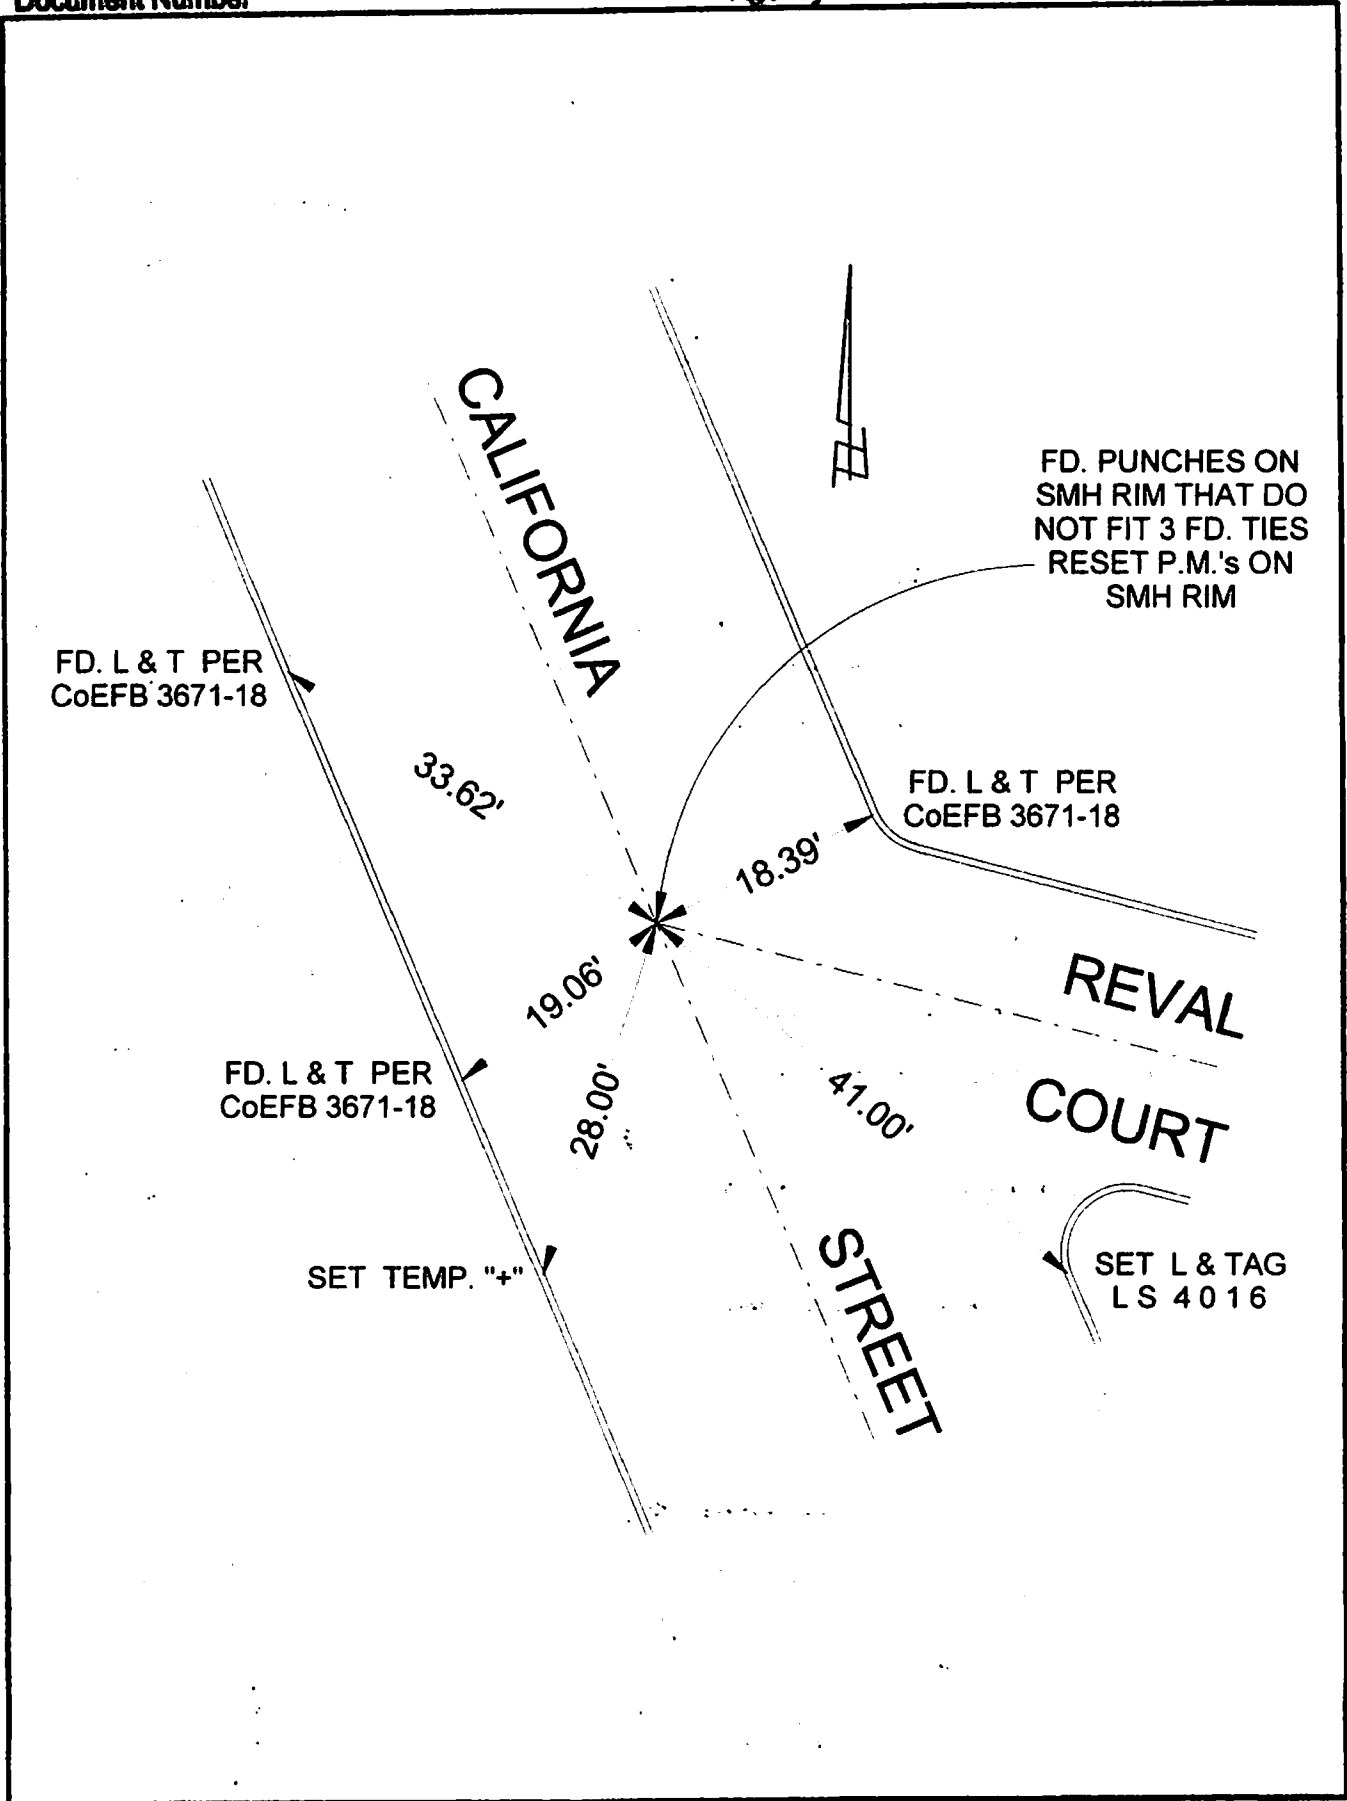 Document Number
CALIFORNIA
FD. PUNCHES ON
SMH RIM THAT DO
NOT FIT 3 FD. TIES
RESET P.M.'s ON
SMH RIM
FD. L & T PER
CoEFB 3671-18
33.62'
FD. L & T PER
CoEFB 3671-18
18.39'
19.06'
REVAL
FD. L & T PER
CoEFB 3671-18
28.00'
41.00'
COURT
SET TEMP. "+"
STREET
SET L & TAG
LS 4016